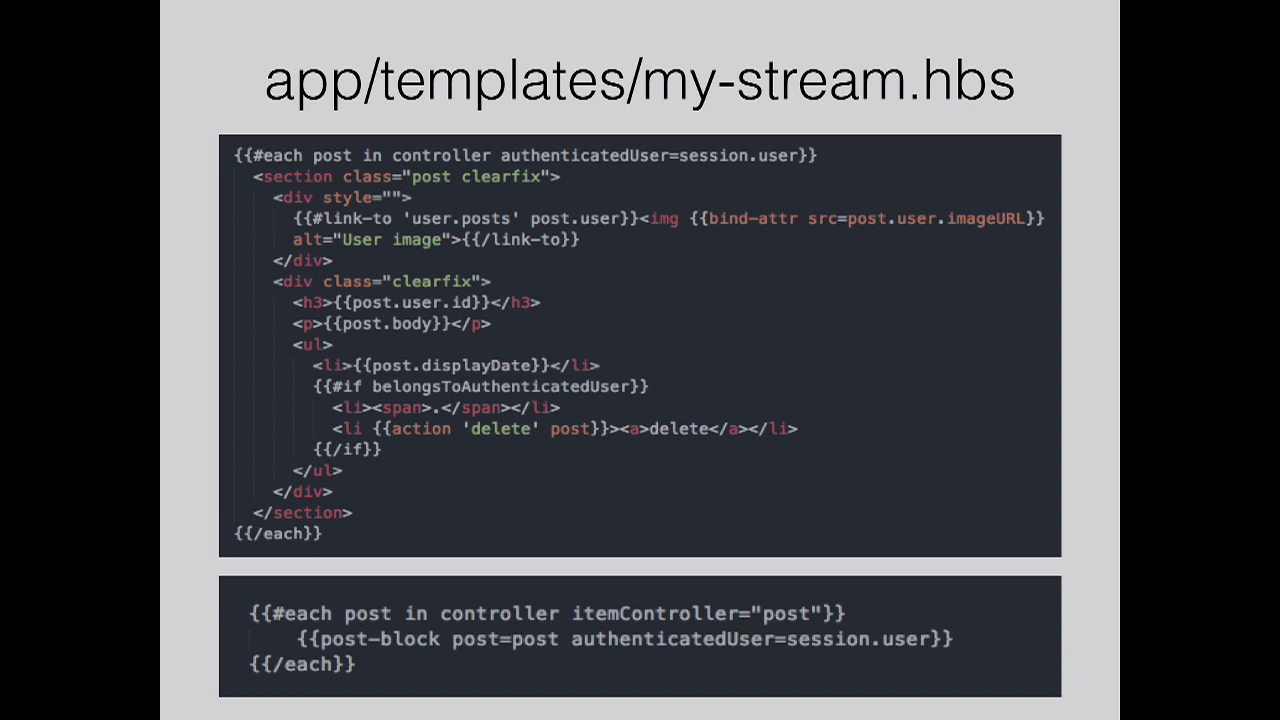 app/templates/my-stream.hbs
{{#each post in controller authenticatedUser=session.user}}
  <section class="post clearfix">
    <div style="">
      {{#link-to 'user.posts' post.user}}<img {{bind-attr src=post.user.imageURL}}
      alt="User image">{{/link-to}}
    </div>
    <div class="clearfix">
      <h3>{{post.user.id}}</h3>
      <p>{{post.body}}</p>
      <ul>
        <li>{{post.displayDate}}</li>
        {{#if belongsToAuthenticatedUser}}
          <li><span>.</span></li>
          <li {{action 'delete' post}}><a>delete</a></li>
        {{/if}}
      </ul>
    </div>
  </section>
{{/each}}
{{#each post in controller itemController="post"}}
    {{post-block post=post authenticatedUser=session.user}}
{{/each}}